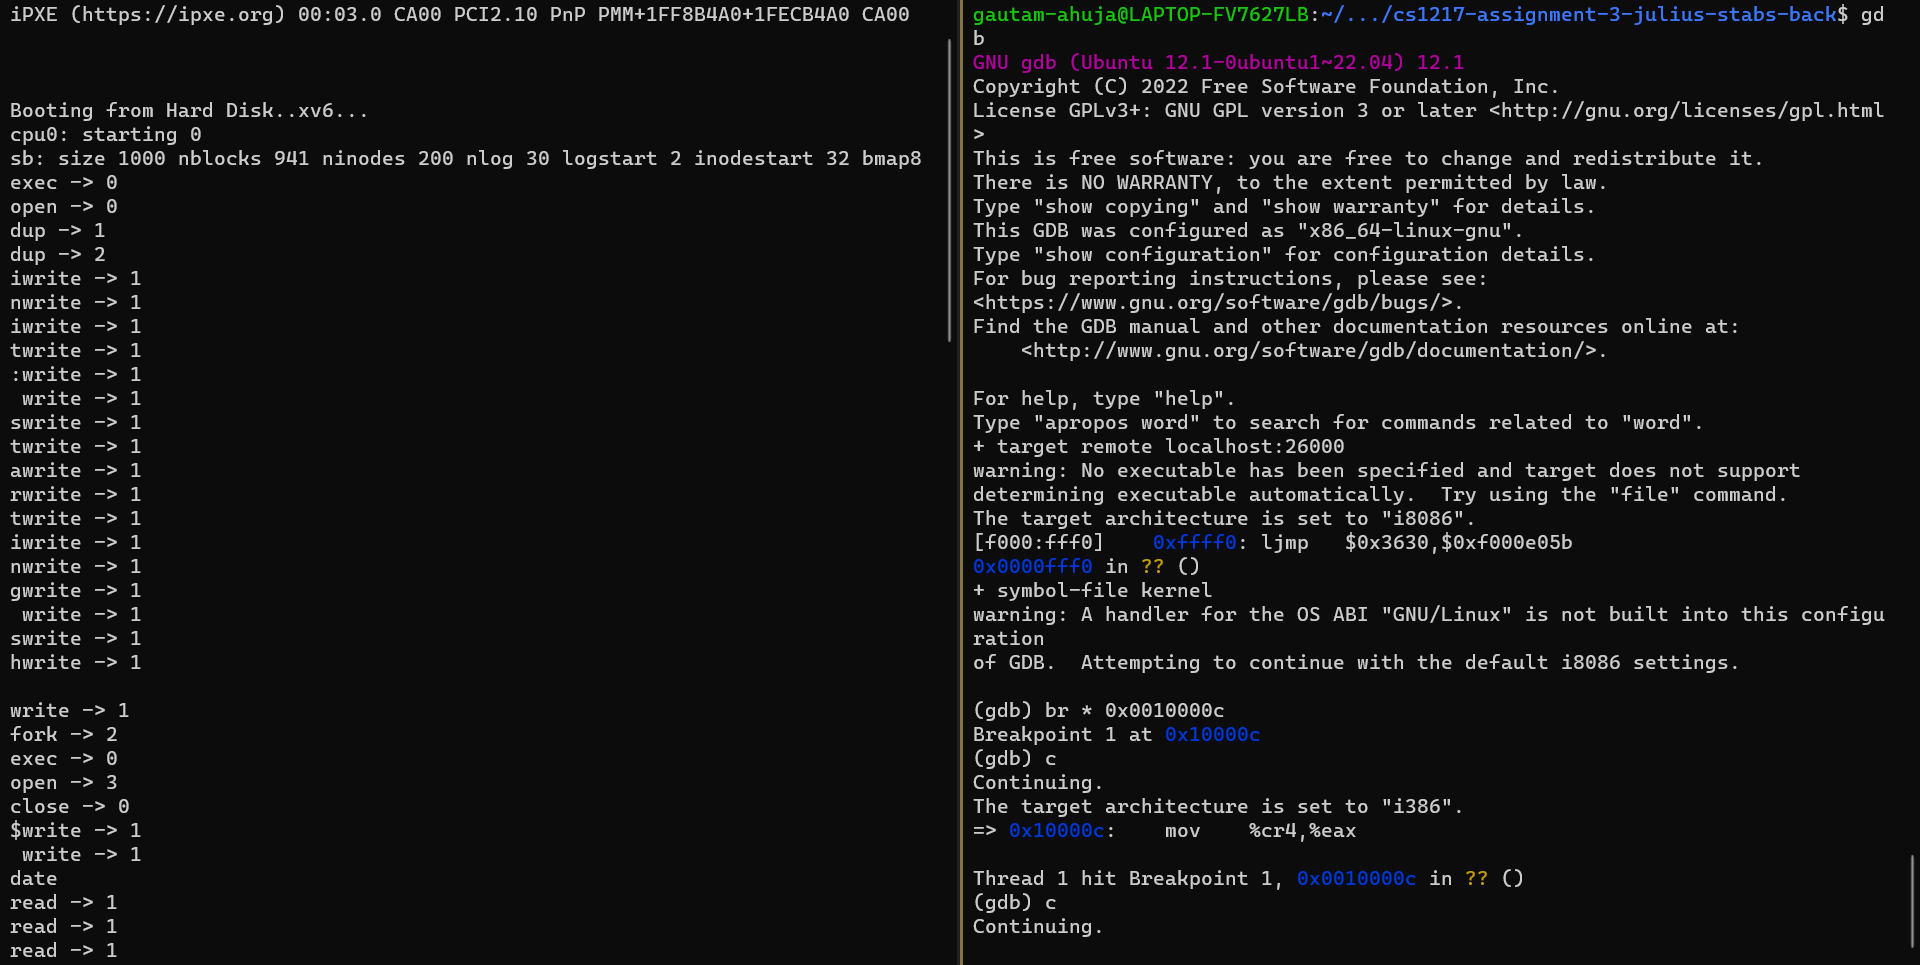 iPXE (https://ipxe.org) 00:03.0 CA00 PCI2.10 PnP PMM+1FF8B4A0+1FECB4A0 CA00
Booting from Hard Disk..xv6...
cpu0: starting 0
sb: size 1000 nblocks 941 ninodes 200 nlog 30 logstart 2 inodestart 32 bmap8
exec -> 0
open -> 0
dup -> 1
dup -> 2
iwrite -> 1
nwrite -> 1
iwrite -> 1
twrite -> 1
:write -> 1
 write -> 1
swrite -> 1
twrite -> 1
awrite -> 1
rwrite -> 1
twrite -> 1
iwrite -> 1
nwrite -> 1
gwrite -> 1
 write -> 1
swrite -> 1
hwrite -> 1
write -> 1
fork -> 2
exec -> 0
open -> 3
close -> 0
$write -> 1
 write -> 1
date
read -> 1
read -> 1
read -> 1
gautam-ahuja@LAPTOP-FV7627LB:~/.../cs1217-assignment-3-julius-stabs-back$ gd
b
GNU gdb (Ubuntu 12.1-0ubuntu1~22.04) 12.1
Copyright (C) 2022 Free Software Foundation, Inc.
License GPLv3+: GNU GPL version 3 or later <http://gnu.org/licenses/gpl.html
>
This is free software: you are free to change and redistribute it.
There is NO WARRANTY, to the extent permitted by law.
Type "show copying" and "show warranty" for details.
This GDB was configured as "x86_64-linux-gnu".
Type "show configuration" for configuration details.
For bug reporting instructions, please see:
<https://www.gnu.org/software/gdb/bugs/>.
Find the GDB manual and other documentation resources online at:
    <http://www.gnu.org/software/gdb/documentation/>.
For help, type "help".
Type "apropos word" to search for commands related to "word".
+ target remote localhost:26000
warning: No executable has been specified and target does not support
determining executable automatically.  Try using the "file" command.
The target architecture is set to "i8086".
[f000:fff0]    0xffff0: ljmp   $0x3630,$0xf000e05b
0x0000fff0 in ?? ()
+ symbol-file kernel
warning: A handler for the OS ABI "GNU/Linux" is not built into this configu
ration
of GDB.  Attempting to continue with the default i8086 settings.
(gdb) br * 0x0010000c
Breakpoint 1 at 0x10000c
(gdb) c
Continuing.
The target architecture is set to "i386".
=> 0x10000c:    mov    %cr4,%eax
Thread 1 hit Breakpoint 1, 0x0010000c in ?? ()
(gdb) c
Continuing.